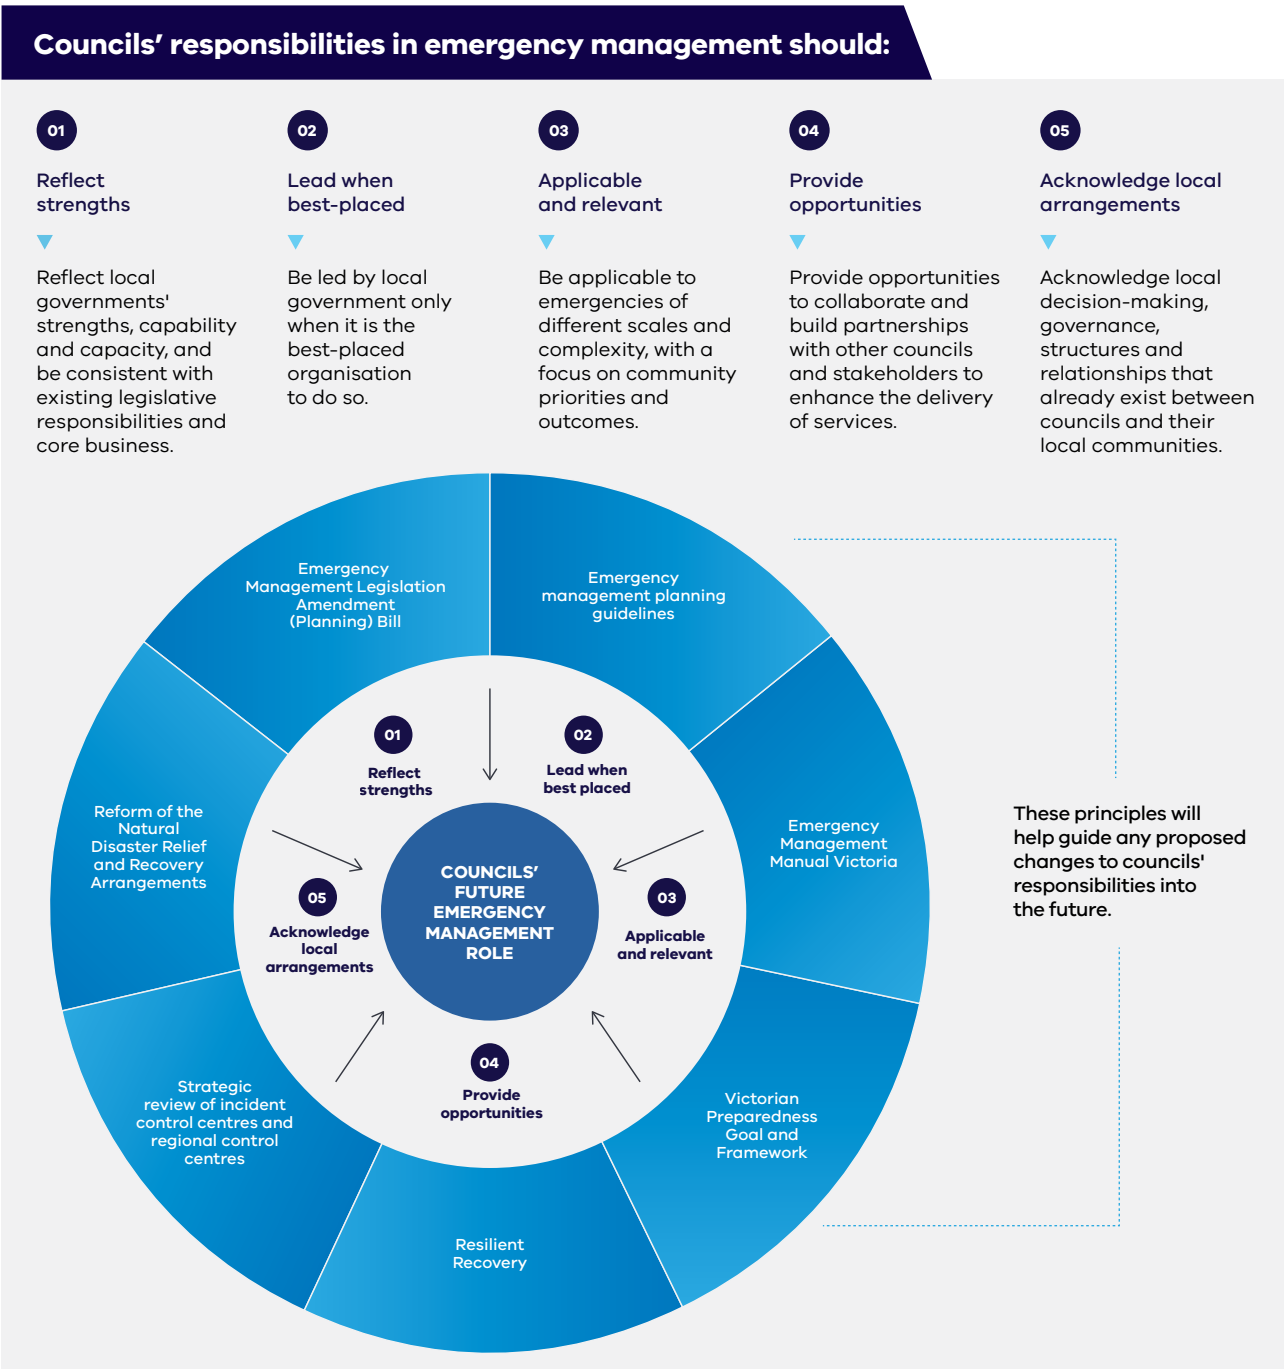 Councils’ responsibilities in emergency management should:
01
Reflect
strengths
Reflect local
governments'
strengths, capability
and capacity, and
be consistent with
existing legislative
responsibilities and
core business.
02
Lead when
best-placed
Be led by local
government only
when it is the
best-placed
organisation
to do so.
03
Applicable
and relevant
Be applicable to
emergencies of
different scales and
complexity, with a
focus on community
priorities and
outcomes.
04
Provide
opportunities
Provide opportunities
to collaborate and
build partnerships
with other councils
and stakeholders to
enhance the delivery
of services.
05
Acknowledge local
arrangements
Acknowledge local
decision-making,
governance,
structures and
relationships that
already exist between
councils and their
local communities.
Emergency
Management Legislation
Amendment
(Planning) Bill
Emergency
management planning
guidelines
Emergency
Management
Manual Victoria
Victorian
Preparedness
Goal and
Framework
Resilient
Recovery
Strategic
review of incident
control centres and
regional control
centres
Reform of the
Natural
Disaster Relief
and Recovery
Arrangements
01
Reflect
strengths
02
Lead when
best placed
03
Applicable
and relevant
04
Provide
opportunities
05
Acknowledge
local
arrangements
COUNCILS’
FUTURE
EMERGENCY
MANAGEMENT
ROLE
These principles will
help guide any proposed
changes to councils'
responsibilities into
the future.